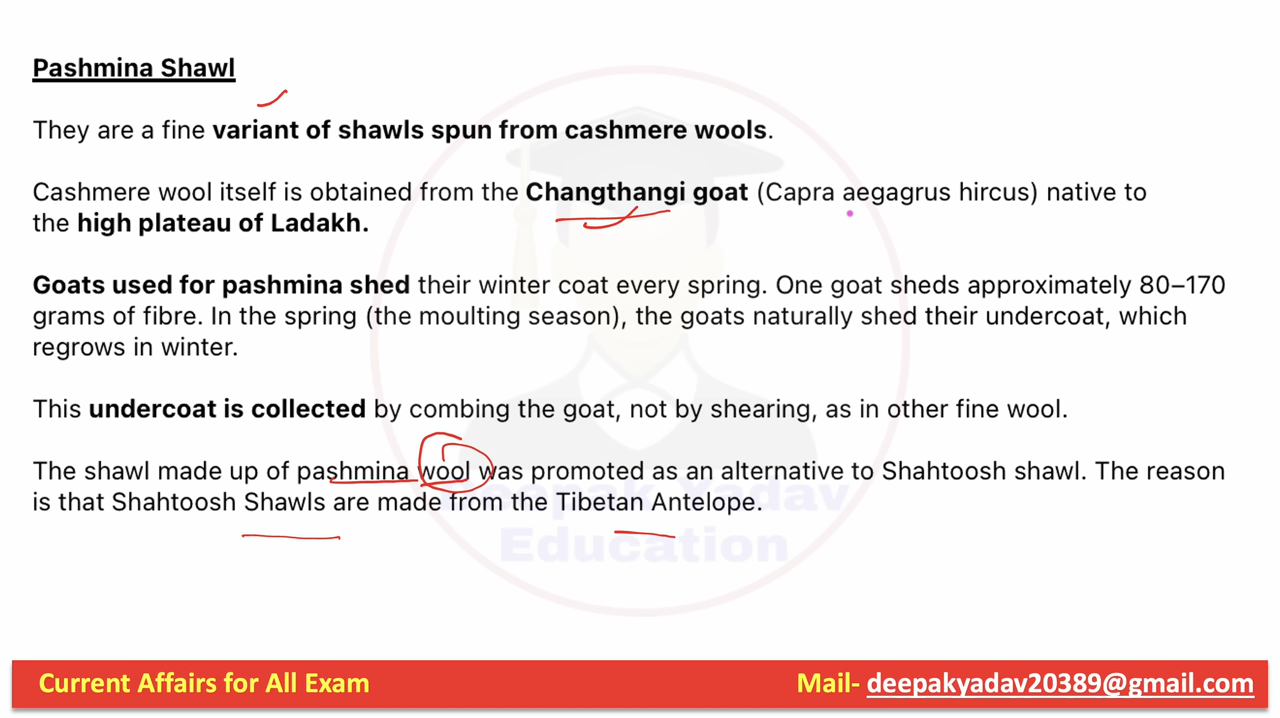 Pashmina Shawl
They are a fine variant of shawls spun from cashmere wools.
Cashmere wool itself is obtained from the Changthangi goat (Capra aegagrus hircus) native to
the high plateau of Ladakh.
Goats used for pashmina shed their winter coat every spring. One goat sheds approximately 80–170
grams of fibre. In the spring (the moulting season), the goats naturally shed their undercoat, which
regrows in winter.
This undercoat is collected by combing the goat, not by shearing, as in other fine wool.
The shawl made up of pashmina wool was promoted as an alternative to Shahtoosh shawl. The reason
is that Shahtoosh Shawls are made from the Tibetan Antelope.
Deepak Yadav
Education
Current Affairs for All Exam
Mail- deepakyadav20389@gmail.com